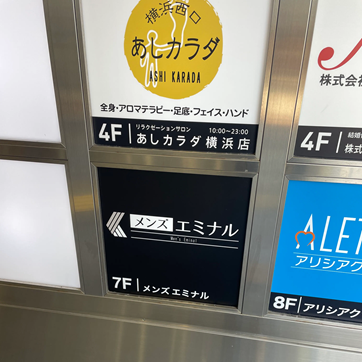 横浜西口
あしカラダ
ASHI KARADA
全身・アロマテラピー・足底・フェイス・ハンド
4F リラクゼーションサロン 10:00~23:00
あしカラダ 横浜店
株式会社
4F 結婚
株式
メンズ エミナル
Men's Eminal
7F メンズエミナル
ALET
アリシアク
8F アリシアク